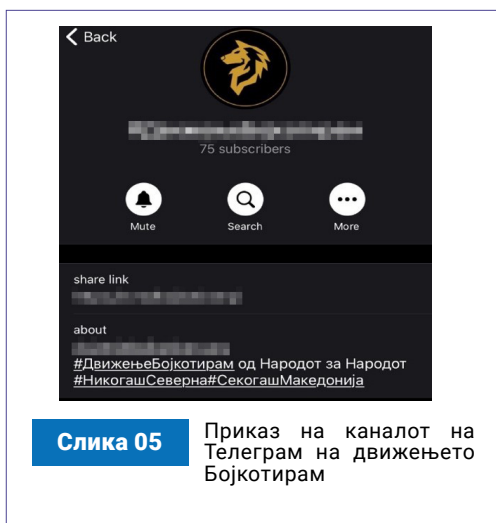 Back
75 subscribers
Mute Search More
share link
about
#ДвижењеБојкотирам од Народот за Народот
#НикогашСеверна#СекогашМакедонија
Слика 05
Приказ на каналот на
Телеграм на движењето
Бојкотирам